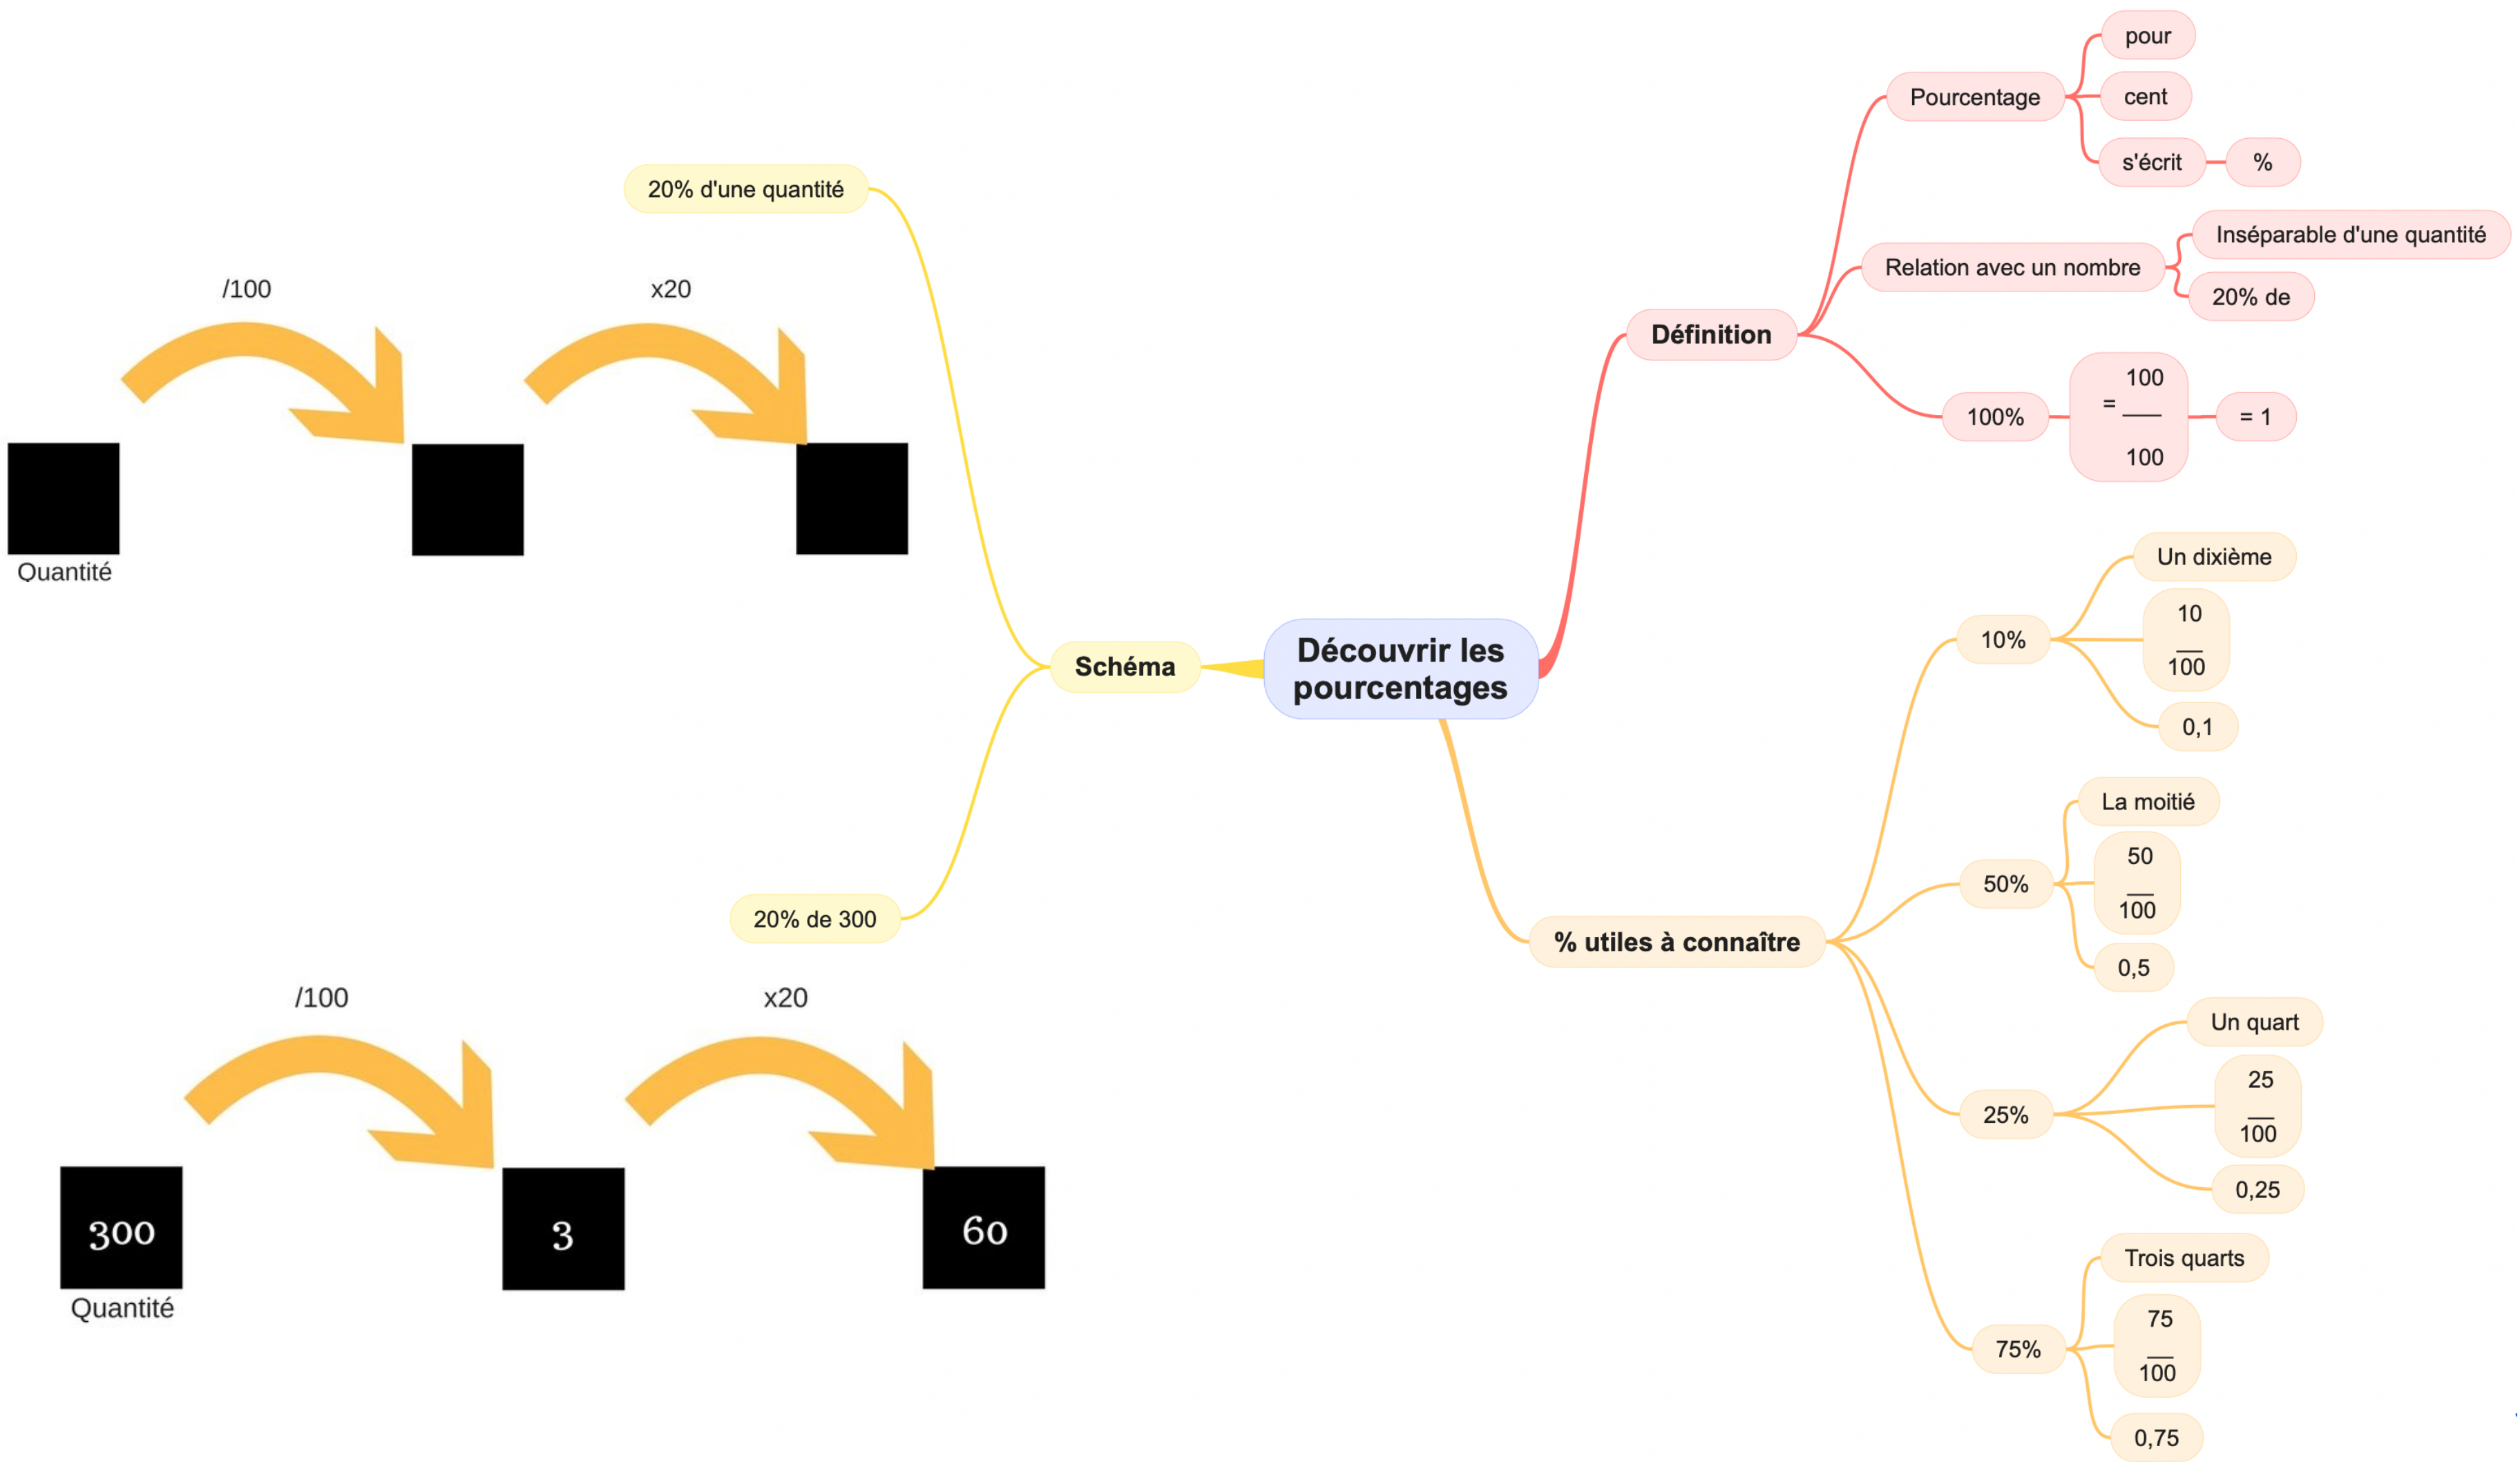 Découvrir les
pourcentages
Définition
Pourcentage
pour
cent
s'écrit
%
Relation avec un nombre
Inséparable d'une quantité
20% de
100%
100
=
100
= 1
% utiles à connaître
10%
Un dixième
10
100
0,1
50%
La moitié
50
100
0,5
25%
Un quart
25
100
0,25
75%
Trois quarts
75
100
0,75
Schéma
20% d'une quantité
/100
x20
Quantité
20% de 300
/100
x20
300
3
60
Quantité